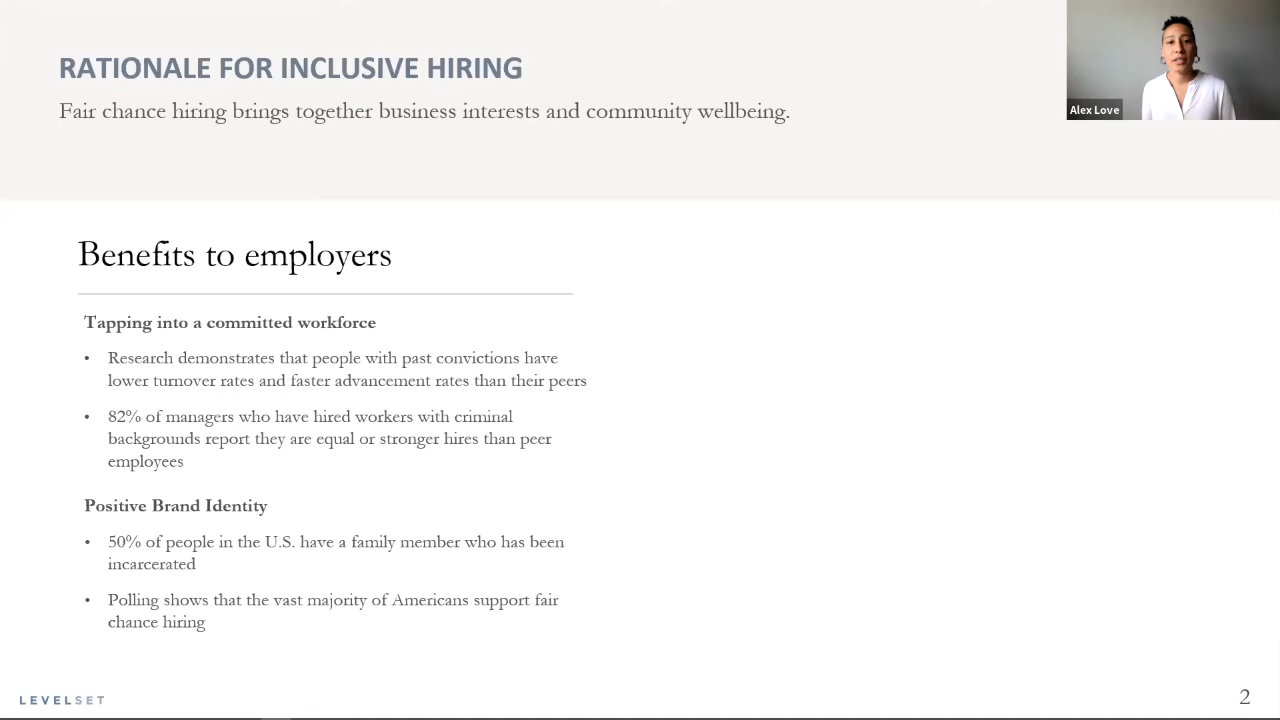 RATIONALE FOR INCLUSIVE HIRING
Fair chance hiring brings together business interests and community wellbeing.
Alex Love
Benefits to employers
Tapping into a committed workforce
• Research demonstrates that people with past convictions have
lower turnover rates and faster advancement rates than their peers
• 82% of managers who have hired workers with criminal
backgrounds report they are equal or stronger hires than peer
employees
Positive Brand Identity
• 50% of people in the U.S. have a family member who has been
incarcerated
• Polling shows that the vast majority of Americans support fair
chance hiring
LEVELSET
2